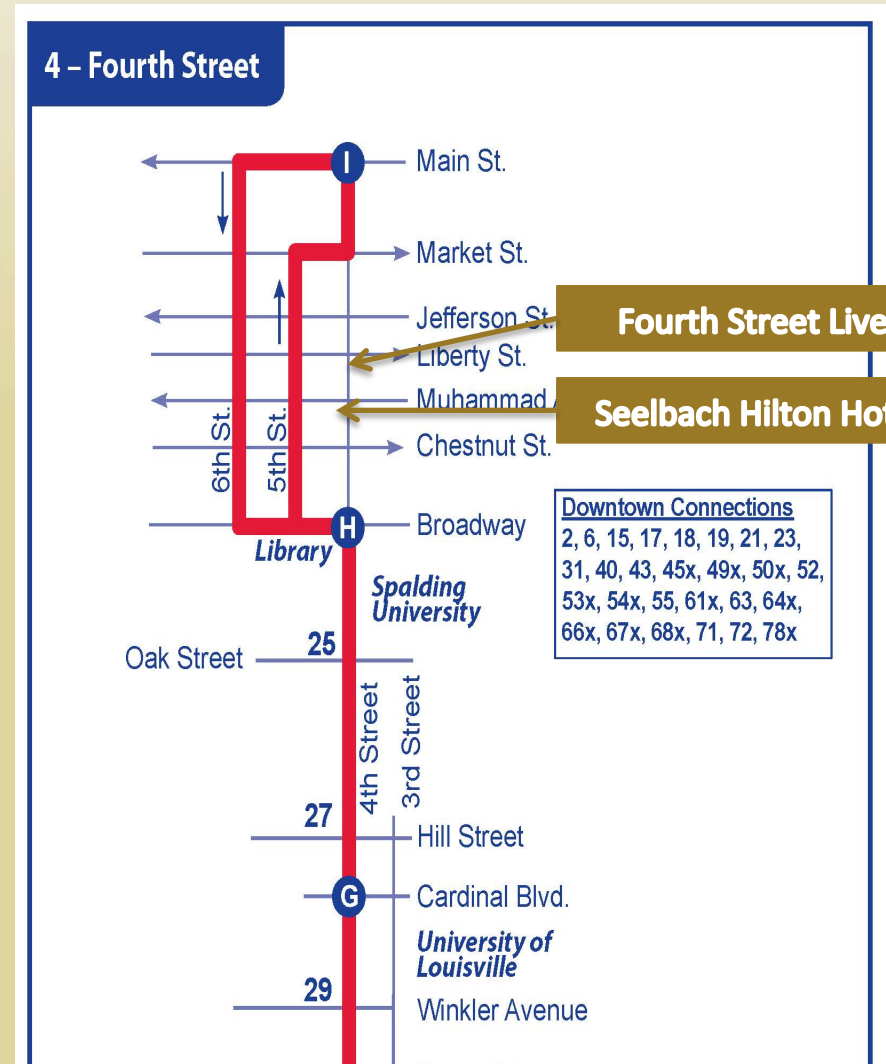 4 – Fourth Street
I
Main St.
Market St.
Jefferson St.
Fourth Street Live
Liberty St.
Muhammad
Seelbach Hilton
Chestnut St.
6th St.
5th St.
H
Broadway
Library
Downtown Connections
2, 6, 15, 17, 18, 19, 21, 23,
31, 40, 43, 45x, 49x, 50x, 52,
53x, 54x, 55, 61x, 63, 64x,
66x, 67x, 68x, 71, 72, 78x
Spalding
University
25
Oak Street
4th Street
3rd Street
27
Hill Street
G
Cardinal Blvd.
University of
Louisville
29
Winkler Avenue